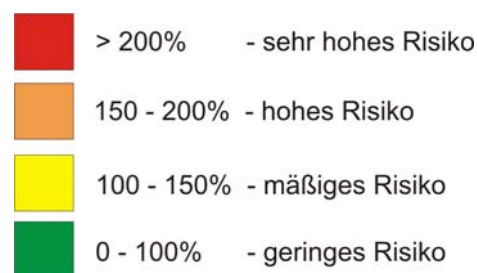 > 200% - sehr hohes Risiko
150 - 200% - hohes Risiko
100 - 150% - mäßiges Risiko
0 - 100% - geringes Risiko